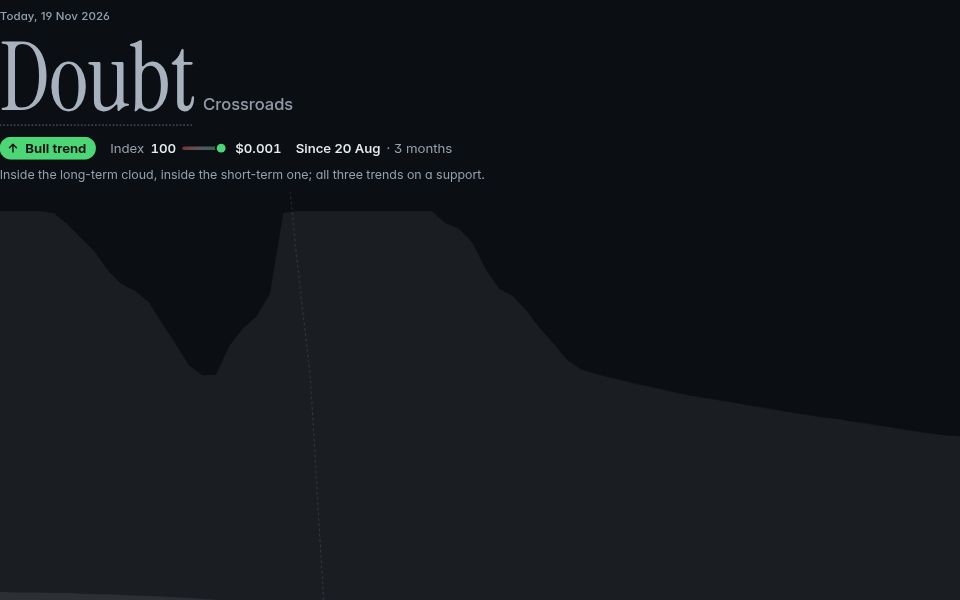 Today, 19 Nov 2026
Doubt Crossroads
↑ Bull trend Index 100 $0.001 Since 20 Aug · 3 months
Inside the long-term cloud, inside the short-term one; all three trends on a support.